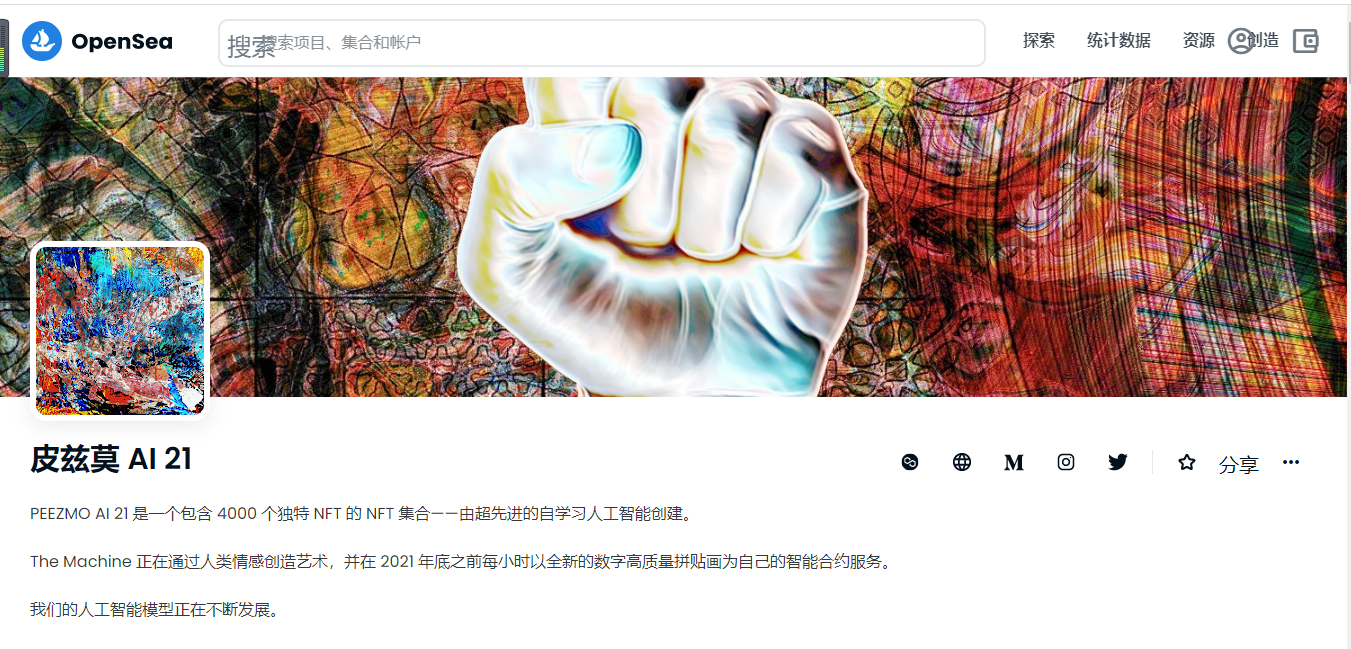 OpenSea
搜索
搜索项目、集合和帐户
探索
统计数据
资源
创造
皮兹莫 AI 21
分享
PEEZMO AI 21 是一个包含 4000 个独特 NFT 的 NFT 集合——由超先进的自学习人工智能创建。
The Machine 正在通过人类情感创造艺术，并在 2021 年底之前每小时以全新的数字高质量拼贴画为自己的智能合约服务。
我们的人工智能模型正在不断发展。